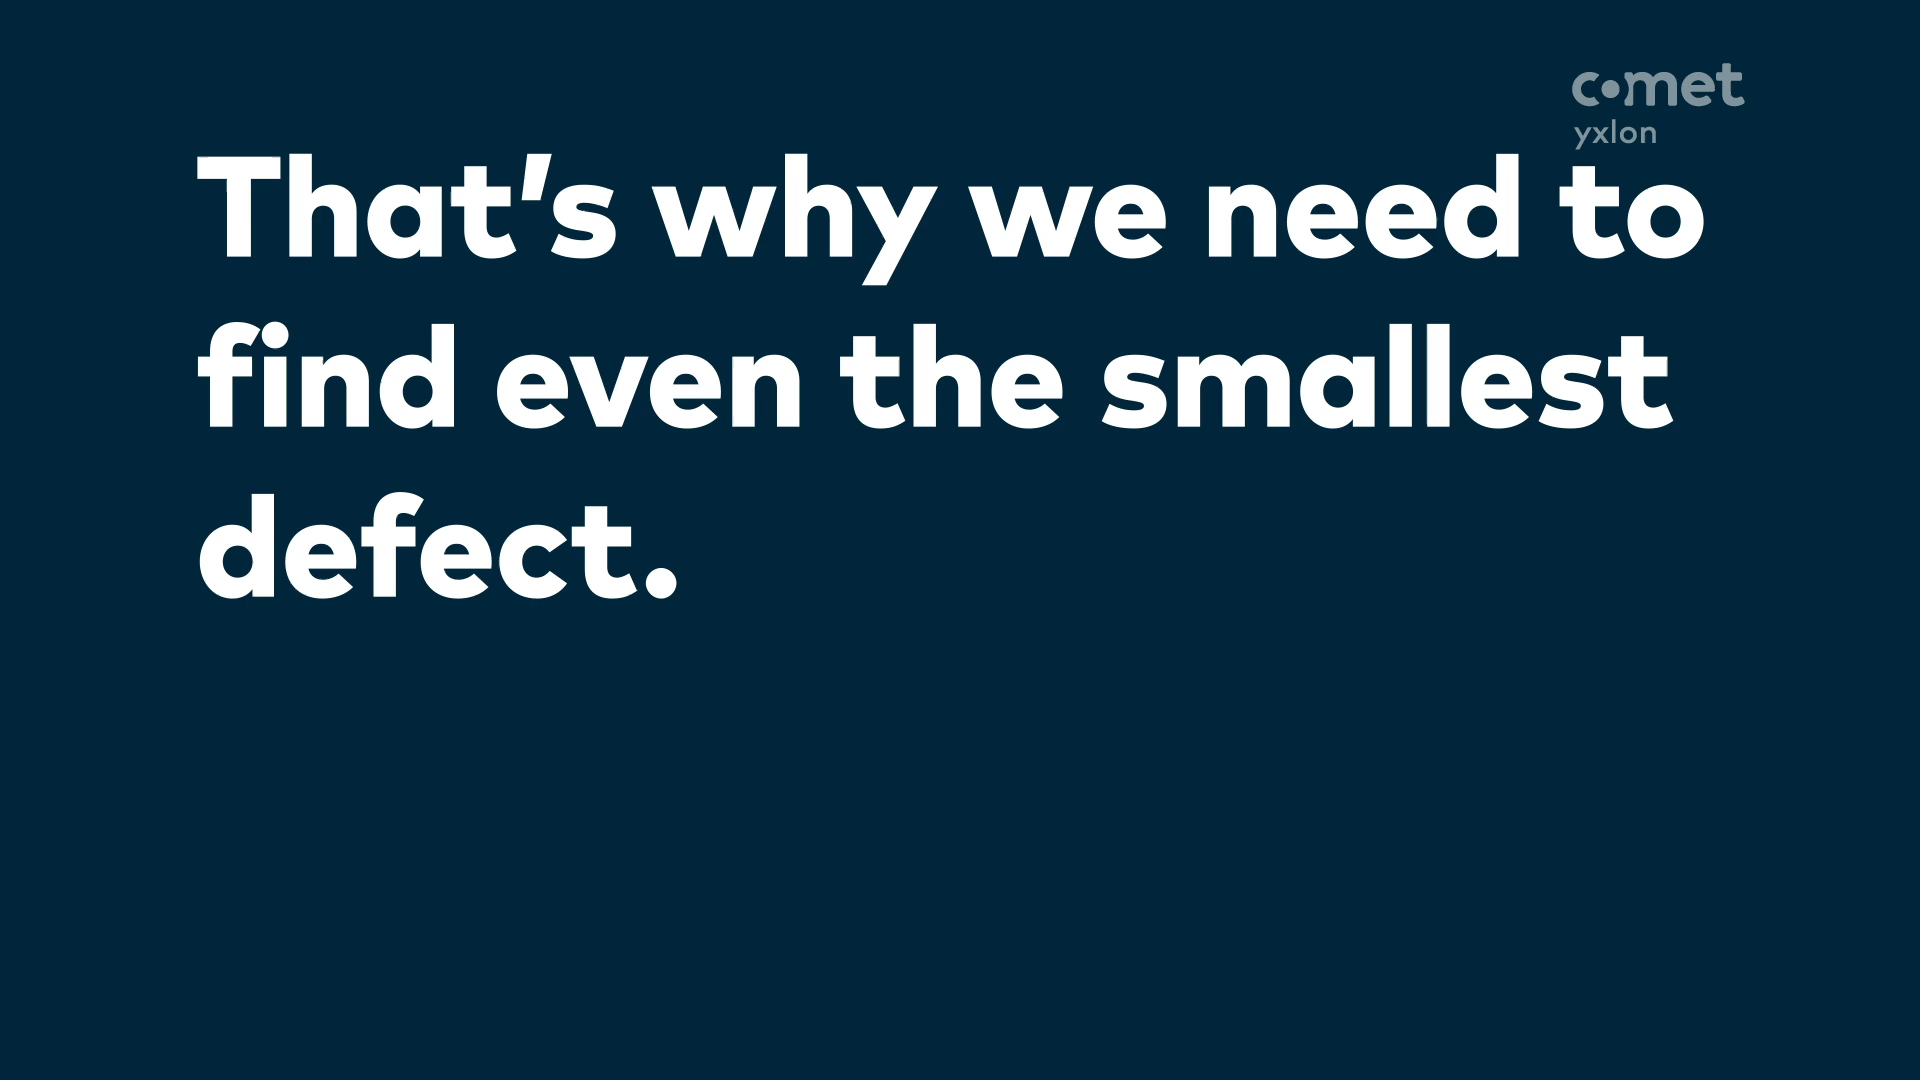 comet
yxlon
That's why we need to
find even the smallest
defect.